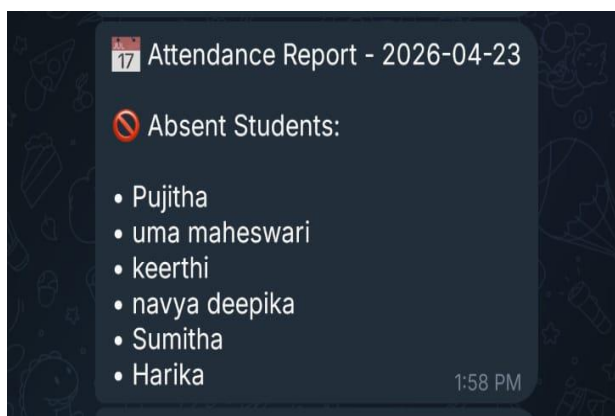 📅 Attendance Report - 2026-04-23
🚫 Absent Students:
• Pujitha
• uma maheswari
• keerthi
• navya deepika
• Sumitha
• Harika
1:58 PM